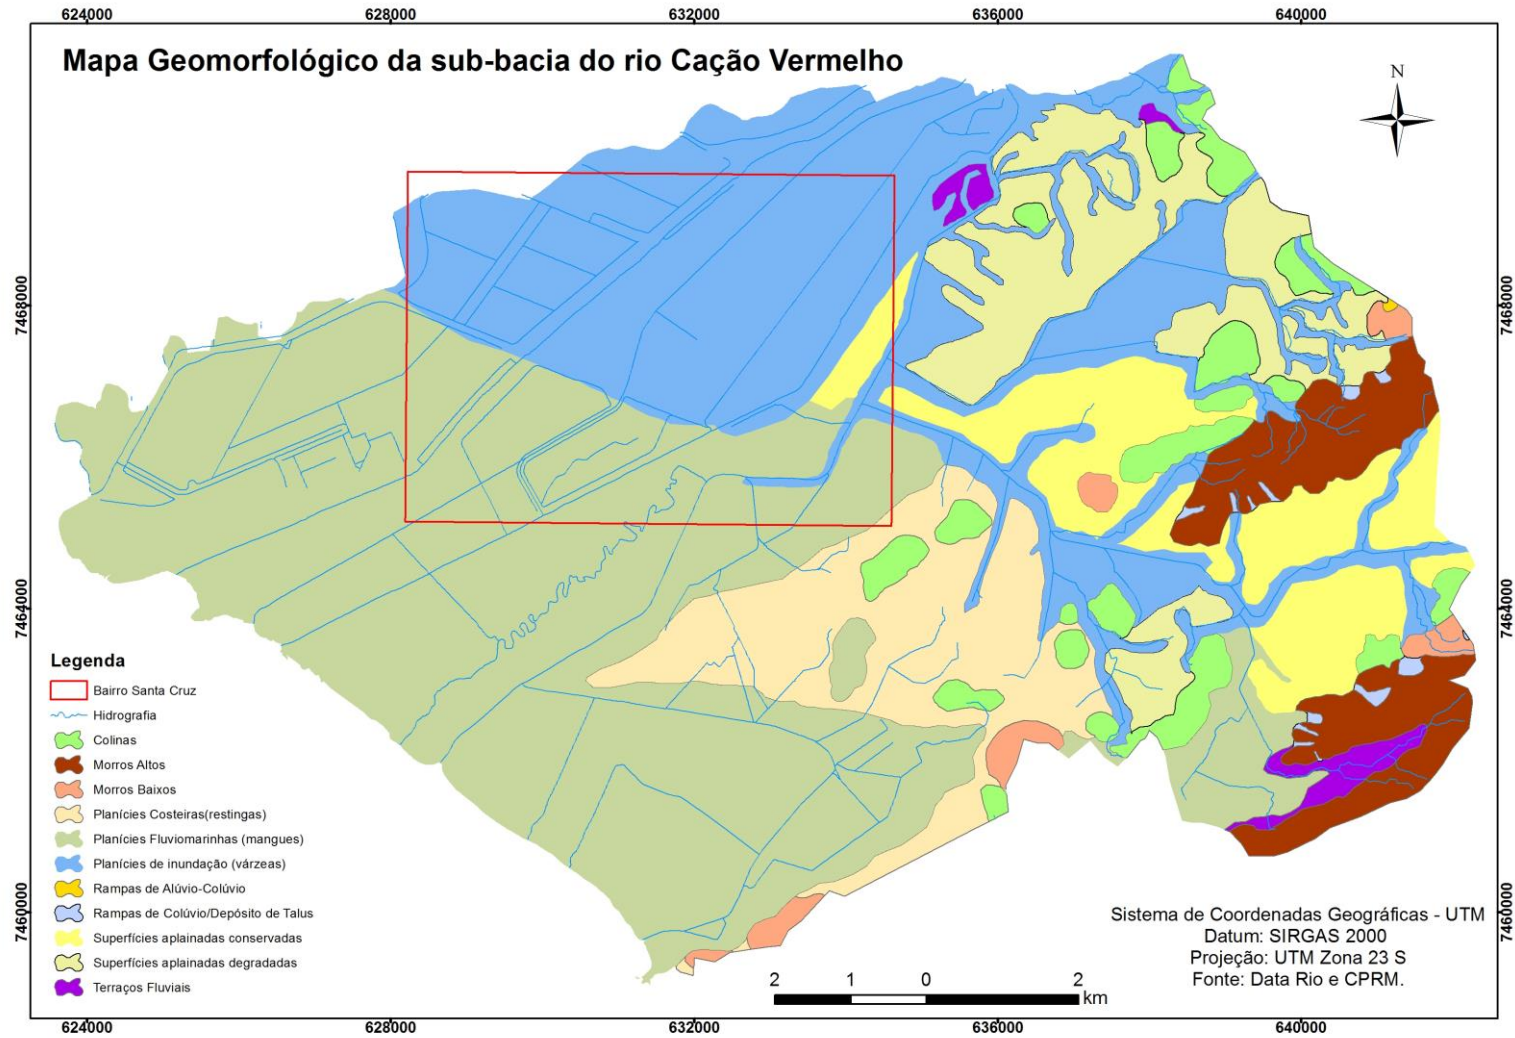 624000 628000 632000 636000 640000
Mapa Geomorfológico da sub-bacia do rio Cação Vermelho
N
7468000 7468000
7464000 7464000
Legenda
Bairro Santa Cruz
Hidrografia
Colinas
Morros Altos
Morros Baixos
Planícies Costeiras(restingas)
Planícies Fluviomarinhas (mangues)
Planícies de inundação (várzeas)
Rampas de Alúvio-Colúvio
Rampas de Colúvio/Depósito de Talus
Superfícies aplainadas conservadas
Superfícies aplainadas degradadas
Terraços Fluviais
7460000 7460000
Sistema de Coordenadas Geográficas - UTM
Datum: SIRGAS 2000
Projeção: UTM Zona 23 S
Fonte: Data Rio e CPRM.
2 1 0 2
km
624000 628000 632000 636000 640000